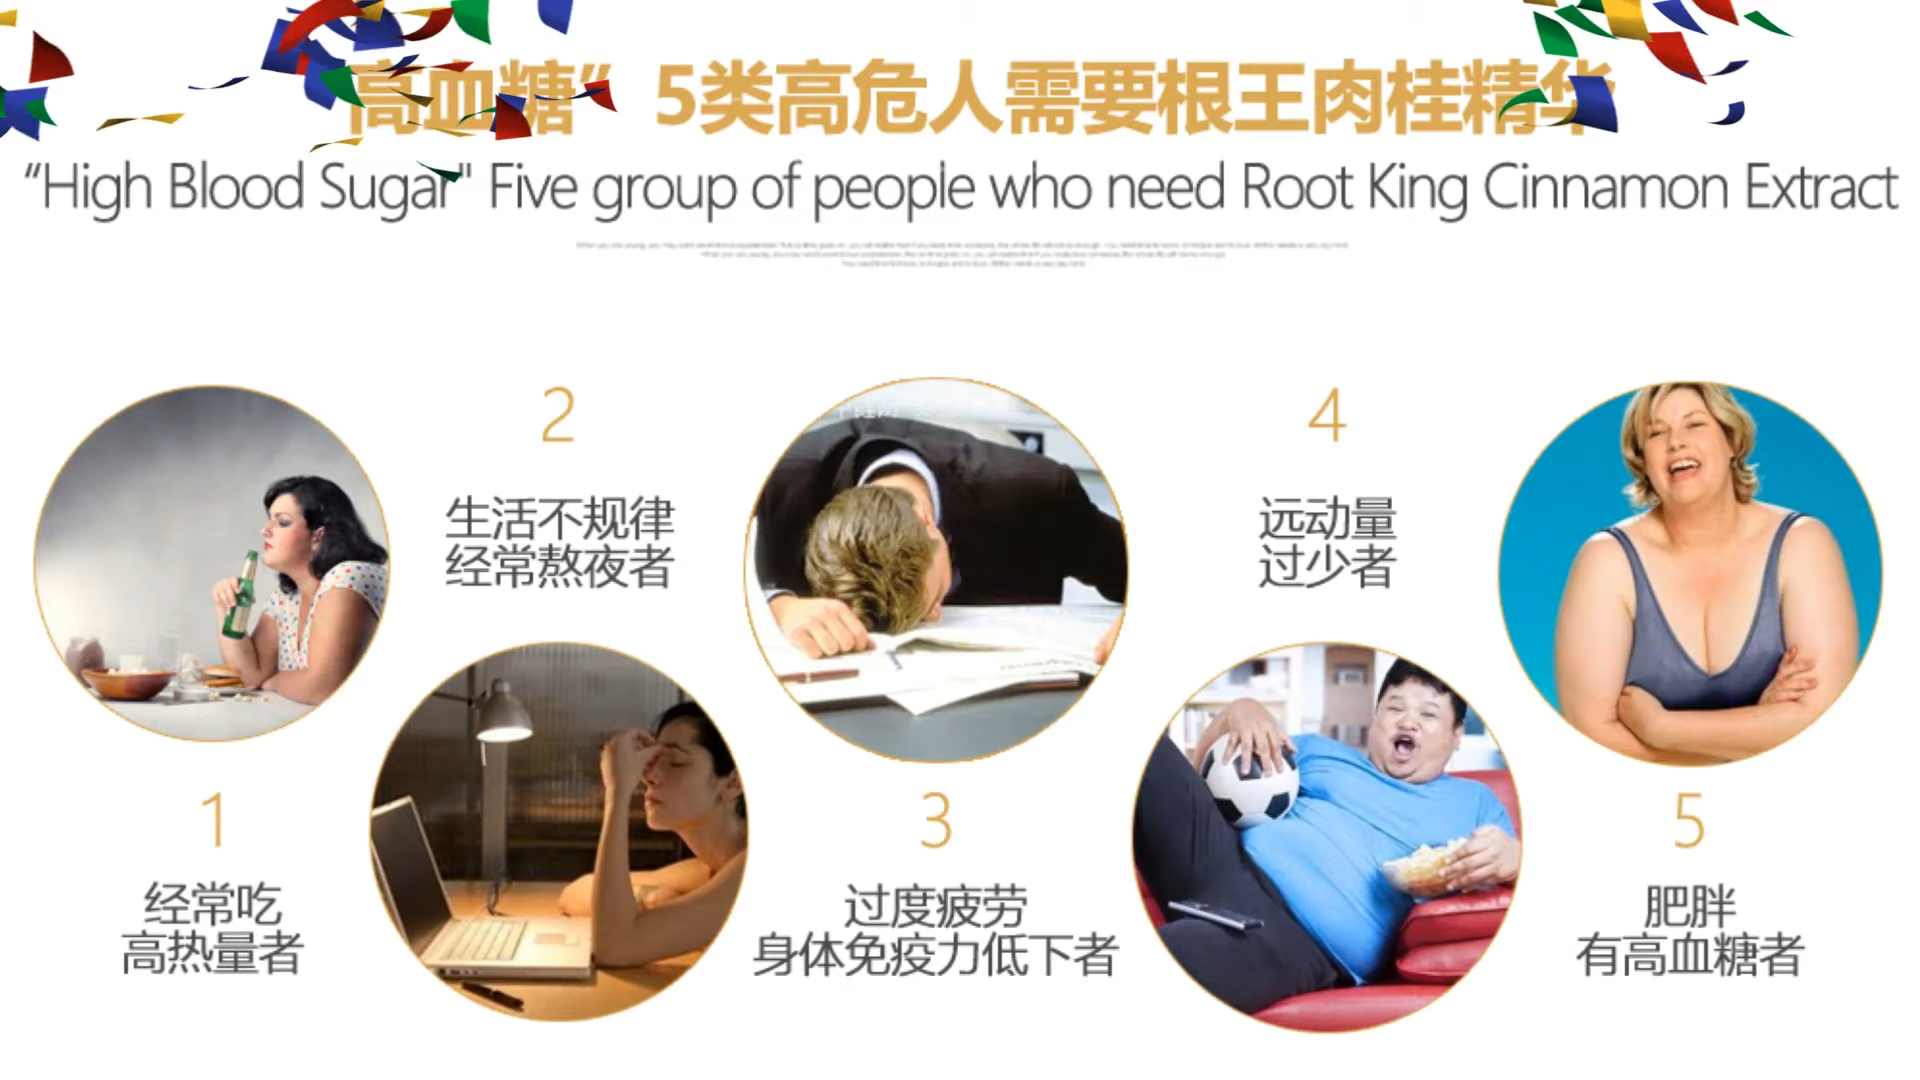 高血糖” 5类高危人需要根王肉桂精华
“High Blood Sugar" Five group of people who need Root King Cinnamon Extract
1
经常吃
高热量者
2
生活不规律
经常熬夜者
3
过度疲劳
身体免疫力低下者
4
远动量
过少者
5
肥胖
有高血糖者